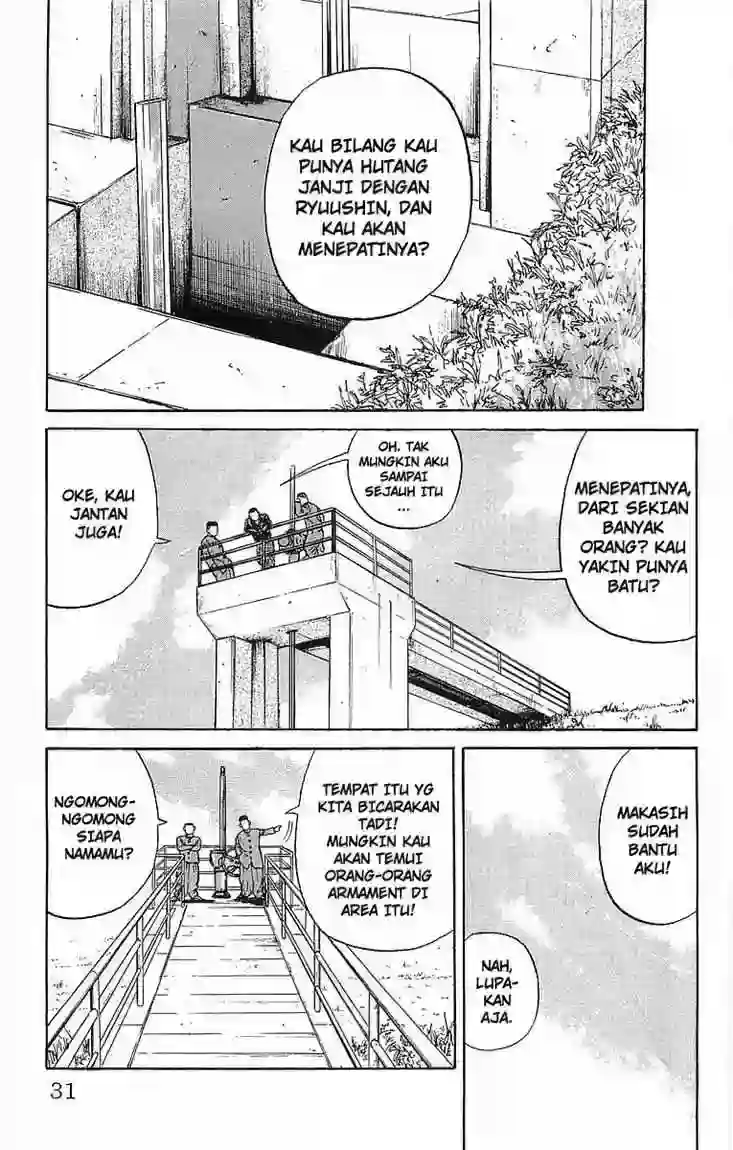 KAU BILANG KAU
PUNYA HUTANG
JANJI DENGAN
RYUUSHIN, DAN
KAU AKAN
MENEPATINYA?
MENEPATINYA,
DARI SEKIAN
BANYAK
ORANG? KAU
YAKIN PUNYA
BATU?
OH. TAK
MUNGKIN AKU
SAMPAI
SEJAUH ITU
...
OKE, KAU
JANTAN
JUGA!
MAKASIH
SUDAH
BANTU
AKU!
NAH,
LUPA-
KAN
AJA.
TEMPAT ITU YG
KITA BICARAKAN
TADI!
MUNGKIN KAU
AKAN TEMUI
ORANG-ORANG
ARMAMENT DI
AREA ITU!
NGOMONG-
NGOMONG
SIAPA
NAMAMU?
31